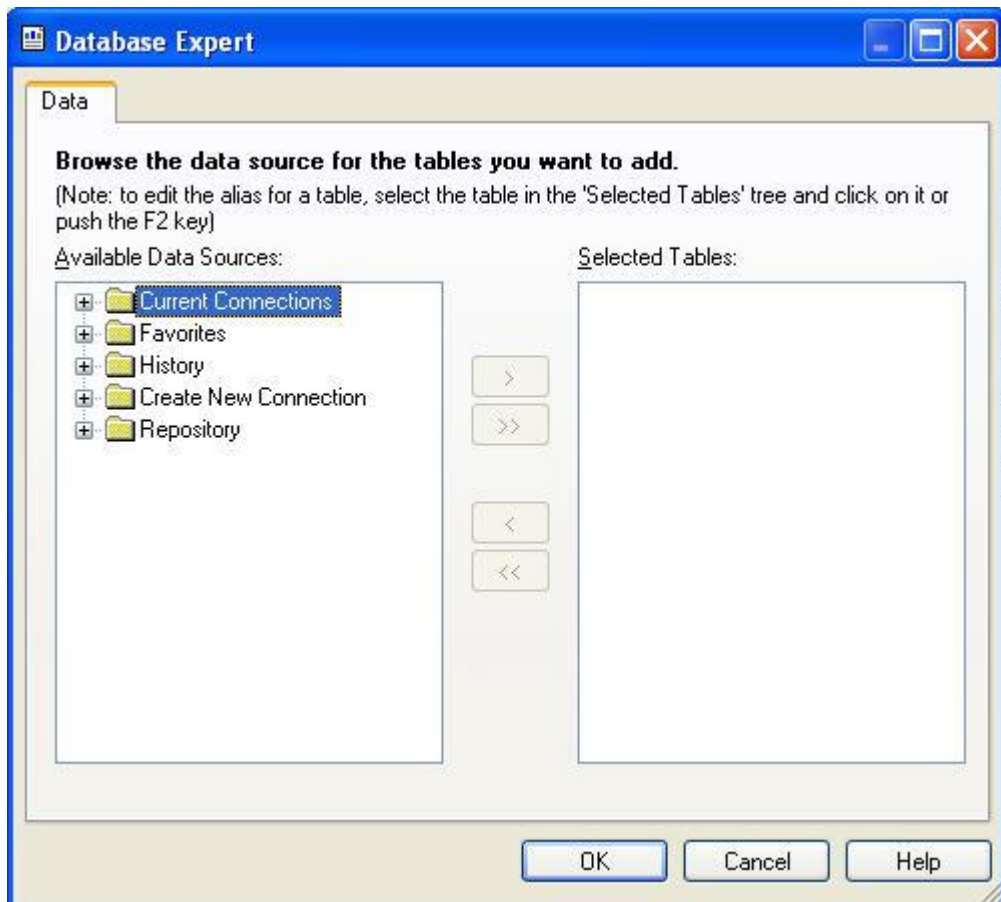 Database Expert
Data
Browse the data source for the tables you want to add.
(Note: to edit the alias for a table, select the table in the 'Selected Tables' tree and click on it or
push the F2 key)
Available Data Sources:
Selected Tables:
Current Connections
Favorites
History
Create New Connection
Repository
>
>>
<
<<
OK
Cancel
Help